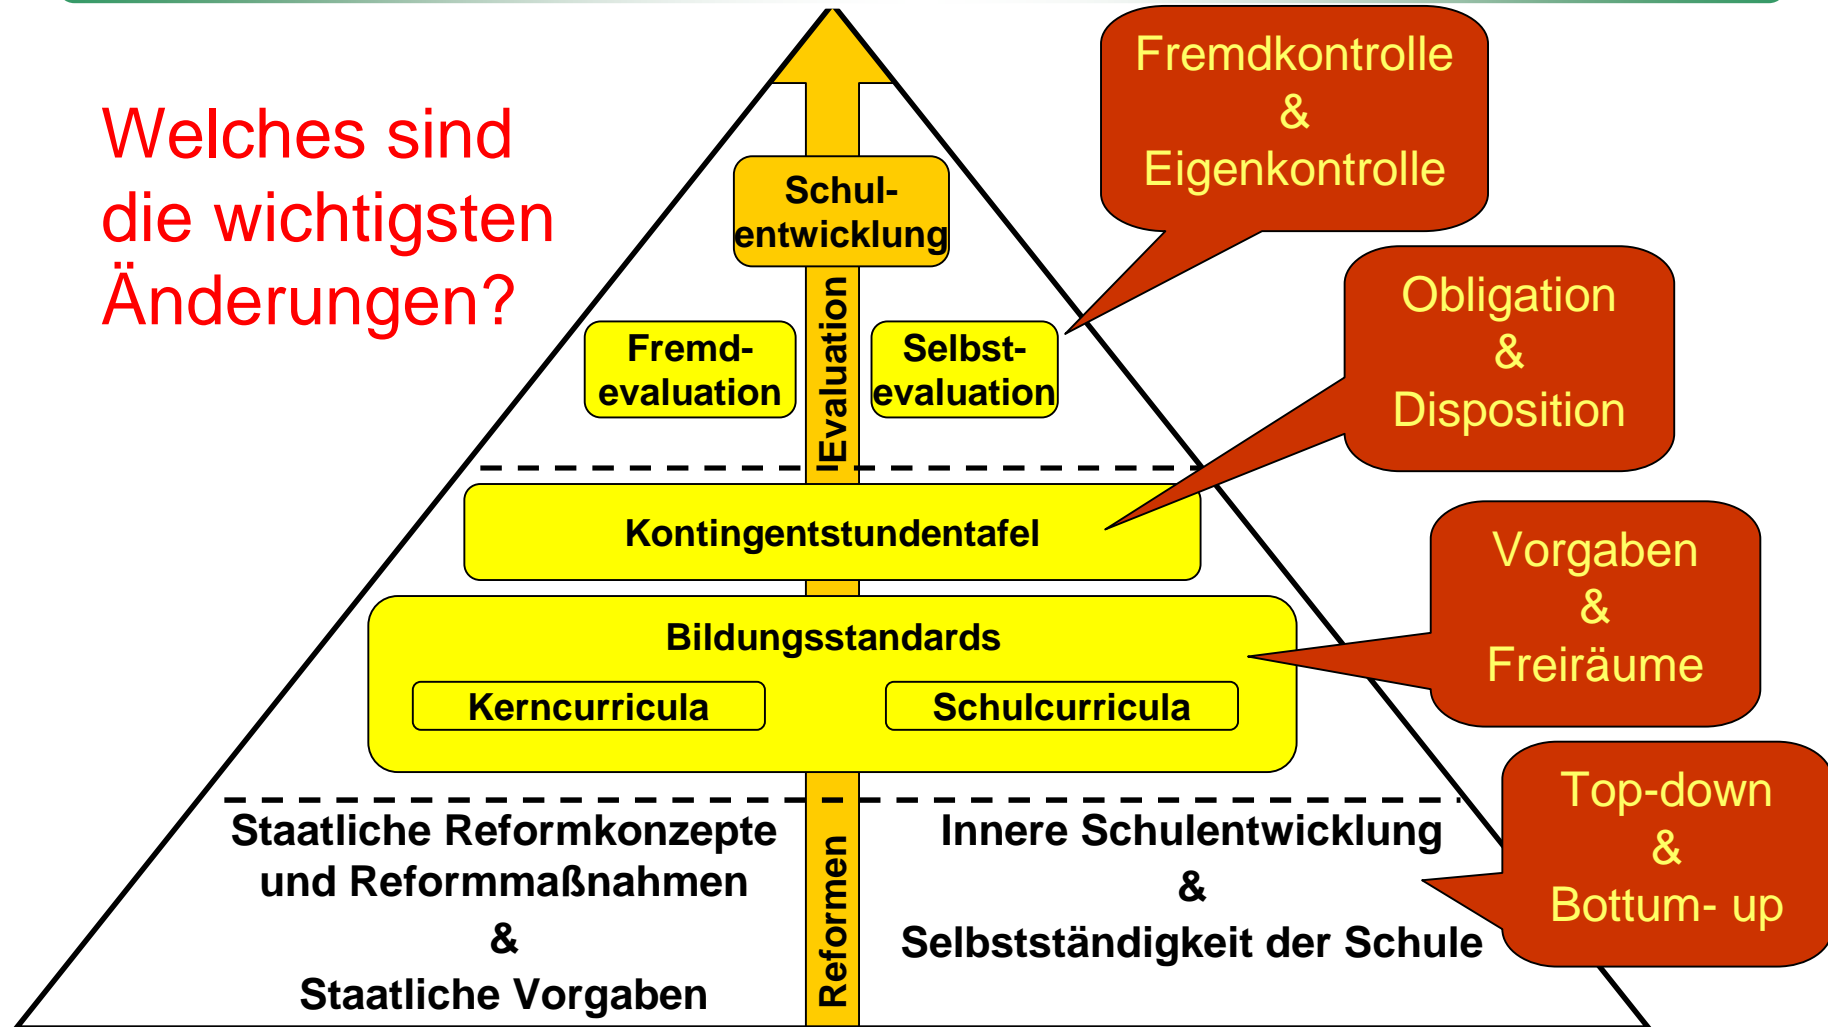 Welches sind
die wichtigsten
Änderungen?
Schul-
entwicklung
Evaluation
Fremd-
evaluation
Selbst-
evaluation
Kontingentstundentafel
Bildungsstandards
Kerncurricula
Schulcurricula
Reformen
Staatliche Reformkonzepte
und Reformmaßnahmen
&
Staatliche Vorgaben
Innere Schulentwicklung
&
Selbstständigkeit der Schule
Fremdkontrolle
&
Eigenkontrolle
Obligation
&
Disposition
Vorgaben
&
Freiräume
Top-down
&
Bottum- up